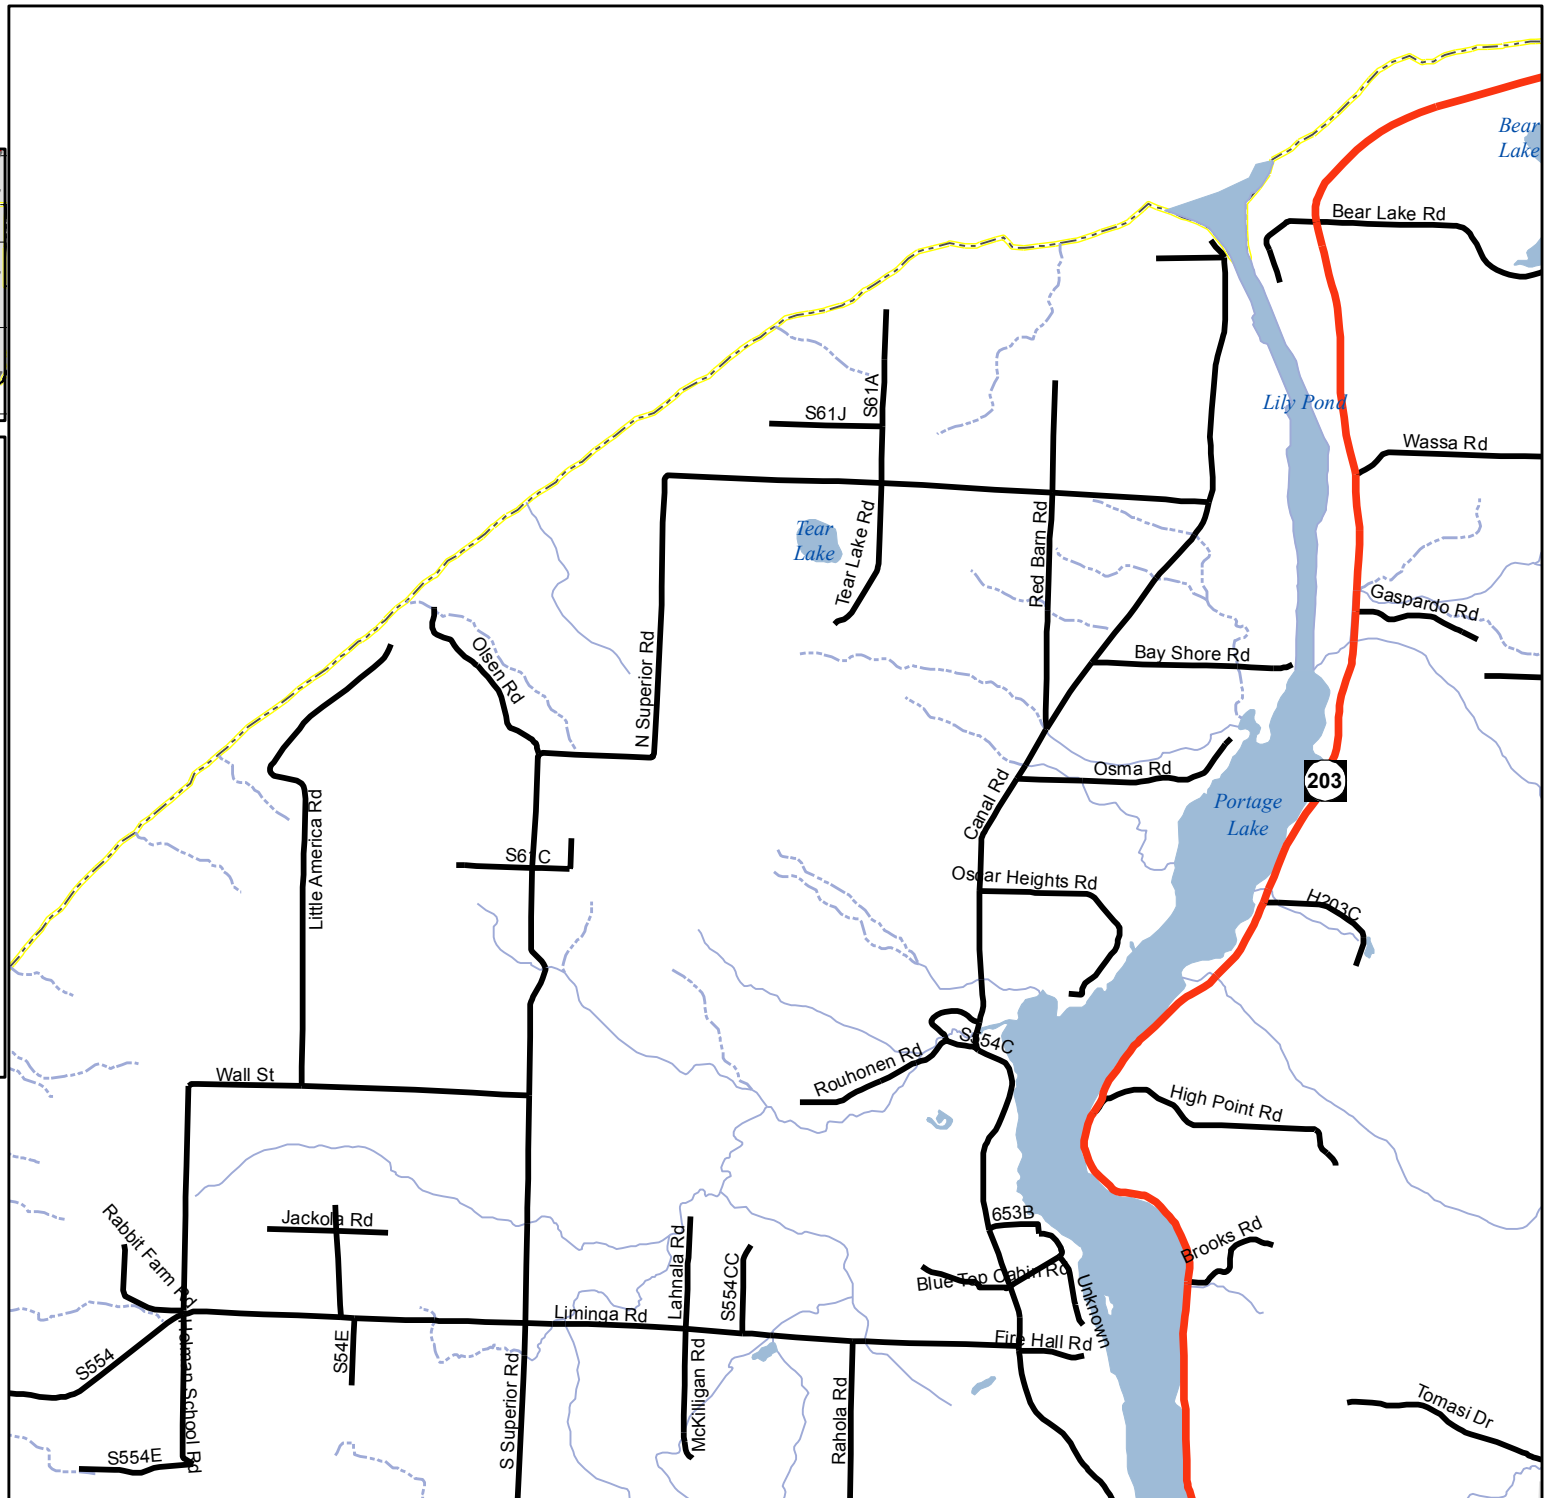 Bear
Lake
Bear Lake Rd
S61A
S61J
Lily Pond
Wassa Rd
Tear
Lake
Tear Lake Rd
Red Barn Rd
Gaspardo Rd
Olsen Rd
N Superior Rd
Bay Shore Rd
Osma Rd
203
Portage
Lake
Canal Rd
Little America Rd
S61C
Oscar Heights Rd
H203C
S554C
Rouhonen Rd
Wall St
High Point Rd
Rabbit Farm Rd
Jackola Rd
653B
Lahnala Rd
S554CC
Brooks Rd
Blue Top Cabin Rd
Unknown
Liminga Rd
Fire Hall Rd
S554
S54E
Holman School Rd
S Superior Rd
McKilligan Rd
Rahola Rd
Tomasi Dr
S554E